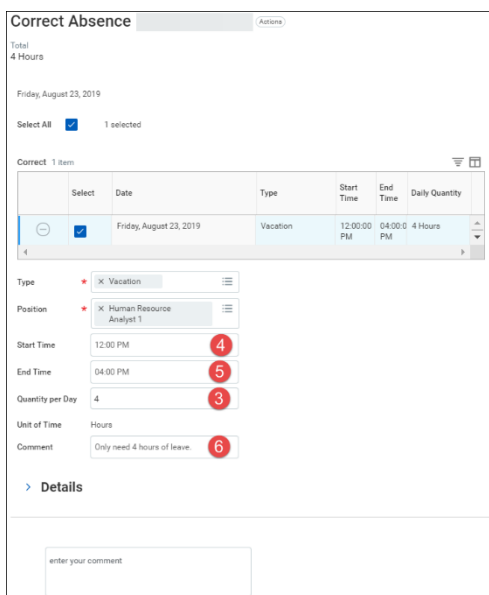 Correct Absence Actions
Total
4 Hours
Friday, August 23, 2019
Select All 1 selected
Correct 1 item
Select Date Type Start Time End Time Daily Quantity
Friday, August 23, 2019 Vacation 12:00:00 PM 04:00:0 PM 4 Hours
Type * × Vacation
Position * × Human Resource
Analyst 1
Start Time 12:00 PM 4
End Time 04:00 PM 5
Quantity per Day 4 3
Unit of Time Hours
Comment Only need 4 hours of leave. 6
> Details
enter your comment